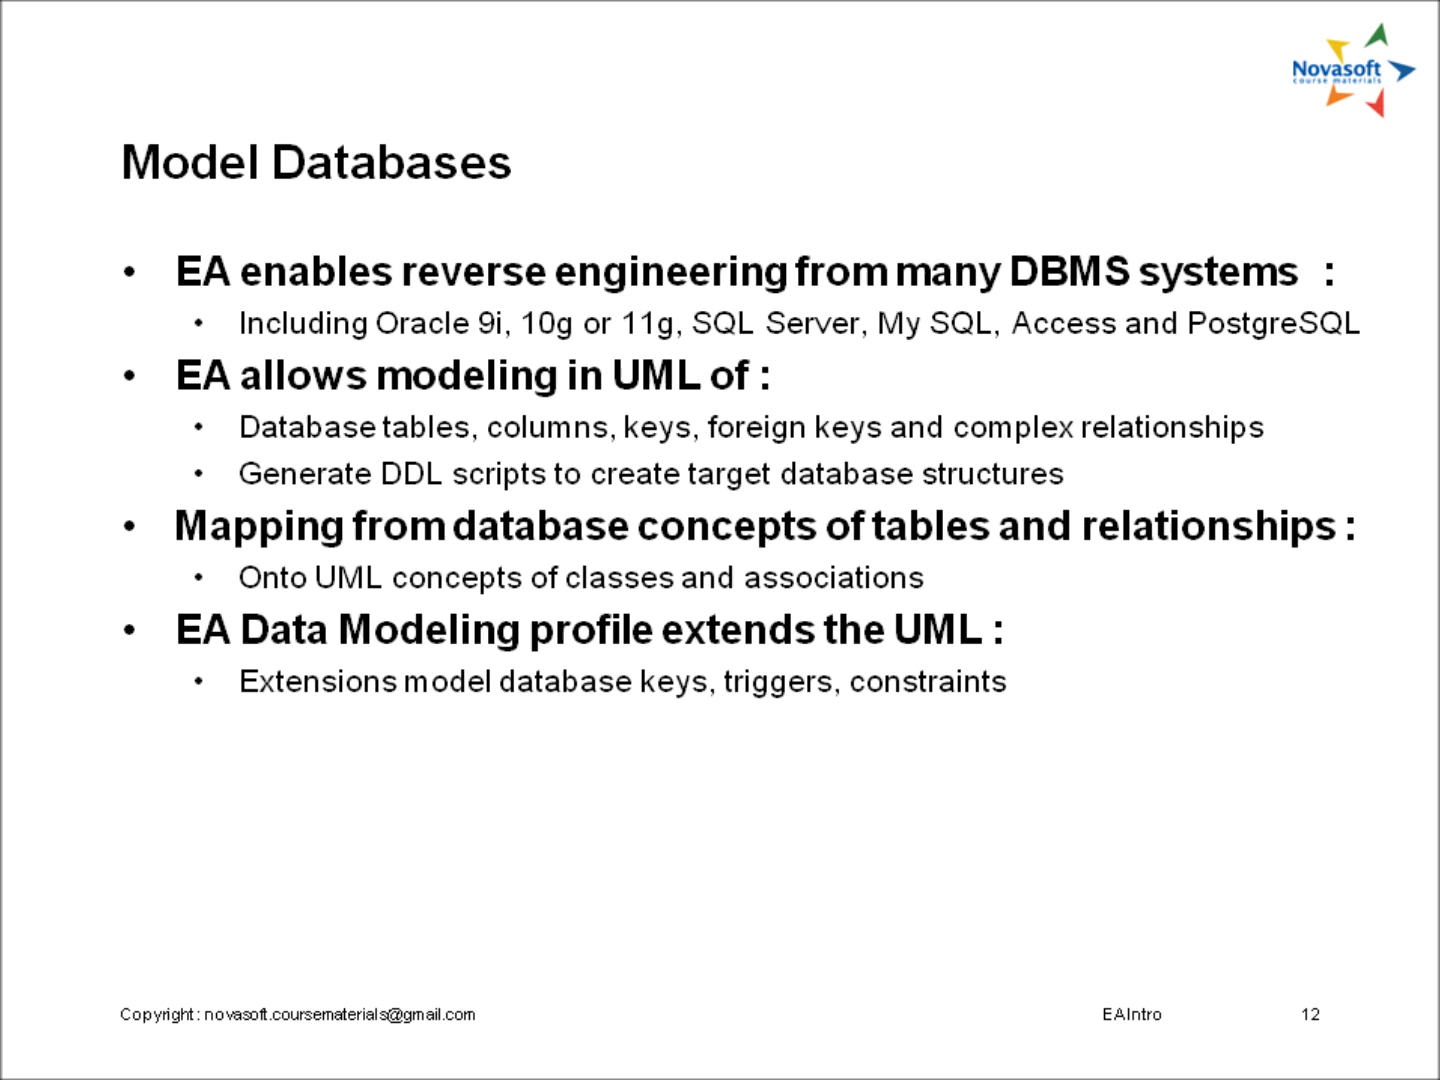 Novasoft
course materials
Model Databases
• EA enables reverse engineering from many DBMS systems :
• Including Oracle 9i, 10g or 11g, SQL Server, My SQL, Access and PostgreSQL
• EA allows modeling in UML of :
• Database tables, columns, keys, foreign keys and complex relationships
• Generate DDL scripts to create target database structures
• Mapping from database concepts of tables and relationships :
• Onto UML concepts of classes and associations
• EA Data Modeling profile extends the UML :
• Extensions model database keys, triggers, constraints
Copyright : novasoft.coursematerials@gmail.com EAIntro 12